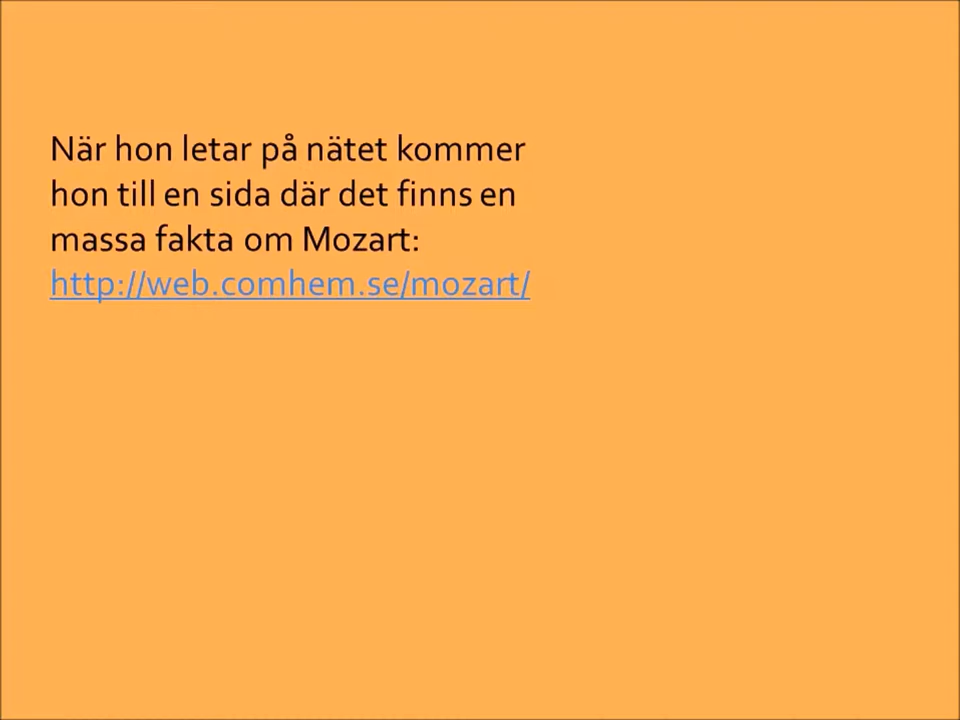 När hon letar på nätet kommer
hon till en sida där det finns en
massa fakta om Mozart:
http://web.comhem.se/mozart/